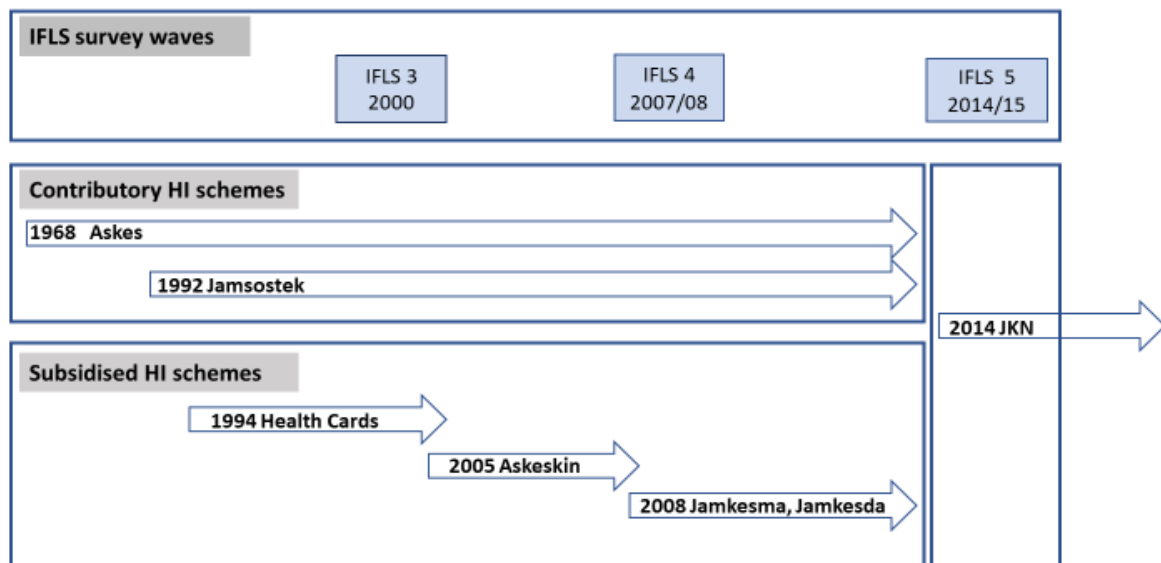 IFLS survey waves
IFLS 3
2000
IFLS 4
2007/08
IFLS 5
2014/15
Contributory HI schemes
1968 Askes
1992 Jamsostek
2014 JKN
Subsidised HI schemes
1994 Health Cards
2005 Askeskin
2008 Jamkesma, Jamkesda